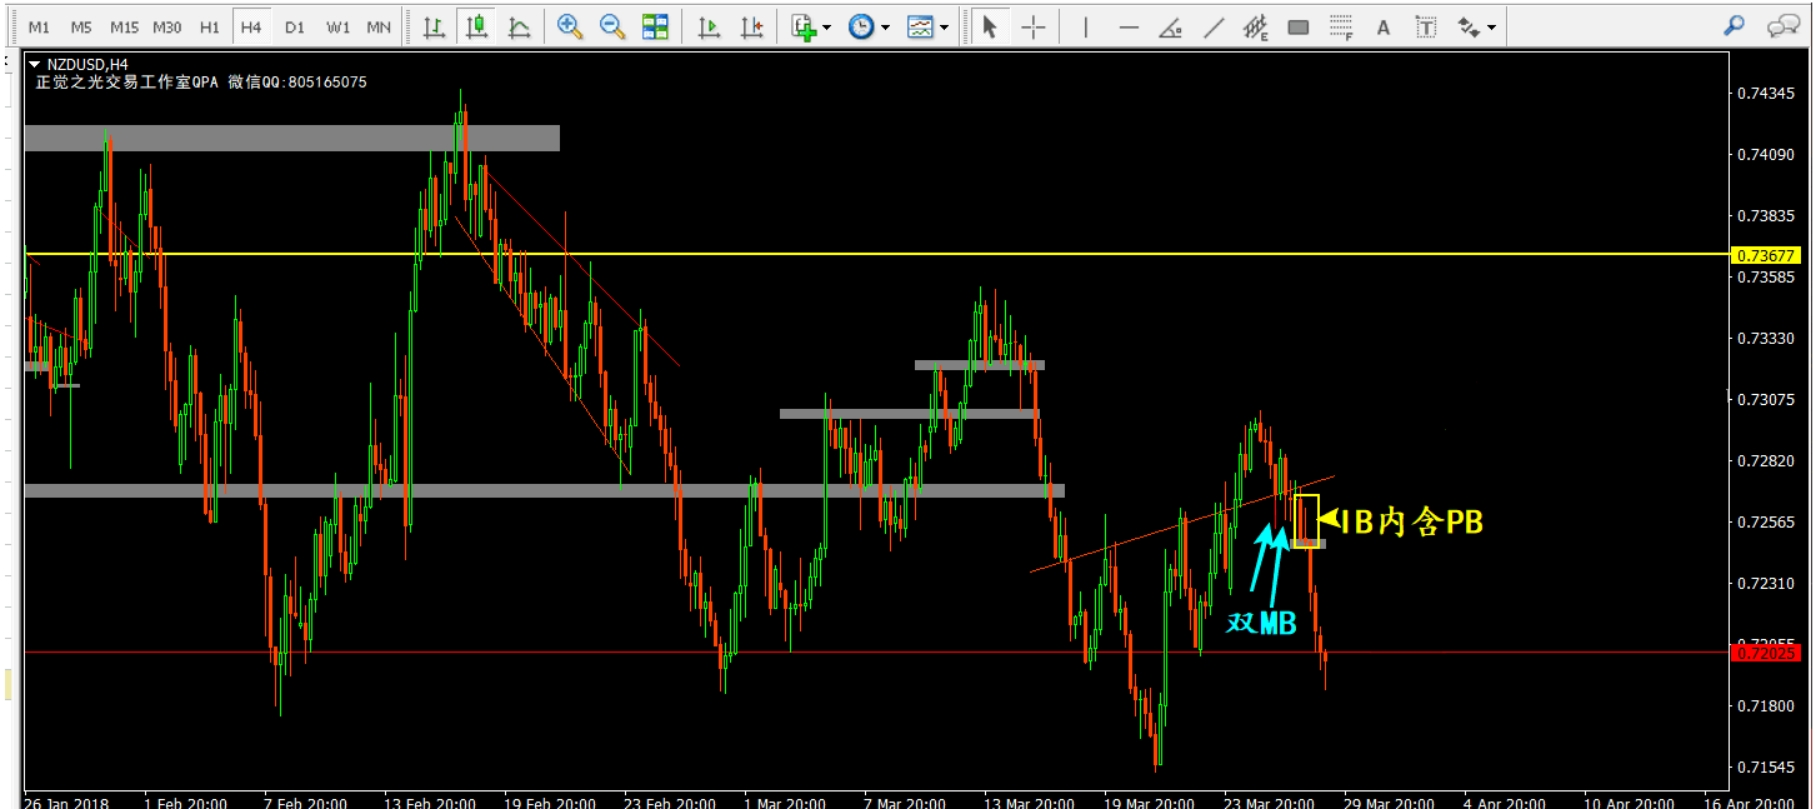 M1 M5 M15 M30 H1 H4 D1 W1 MN E F A T
NZDUSD,H4
正觉之光交易工作室QPA 微信QQ:805165075
0.74345
0.74090
0.73835
0.73677
0.73585
0.73330
0.73075
0.72820
IB内含PB
0.72565
0.72310
双MB
0.72055
0.72025
0.71800
0.71545
26 Jan 2018 1 Feb 20:00 7 Feb 20:00 13 Feb 20:00 19 Feb 20:00 23 Feb 20:00 1 Mar 20:00 7 Mar 20:00 13 Mar 20:00 19 Mar 20:00 23 Mar 20:00 29 Mar 20:00 4 Apr 20:00 10 Apr 20:00 16 Apr 20:00